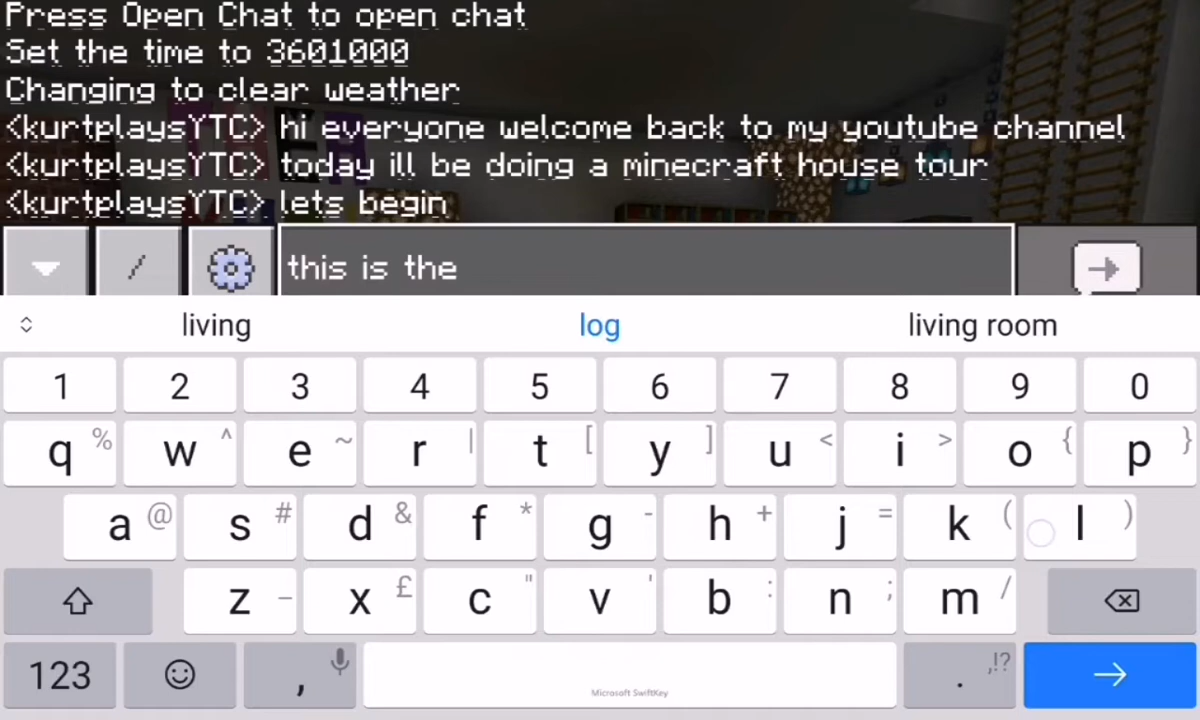 Press Open Chat to open chat
Set the time to 3601000
Changing to clear weather
<kurtplaysYTC> hi everyone welcome back to my youtube channel
<kurtplaysYTC> today ill be doing a minecraft house tour
<kurtplaysYTC> lets begin
/ this is the
living log living room
1 2 3 4 5 6 7 8 9 0
q % w ^ e ~ r | t [ y ] u < i > o { p }
a @ s # d & f * g - h + j = k ( l )
z _ x £ c " v ' b : n ; m /
123 , Microsoft SwiftKey . ,!?